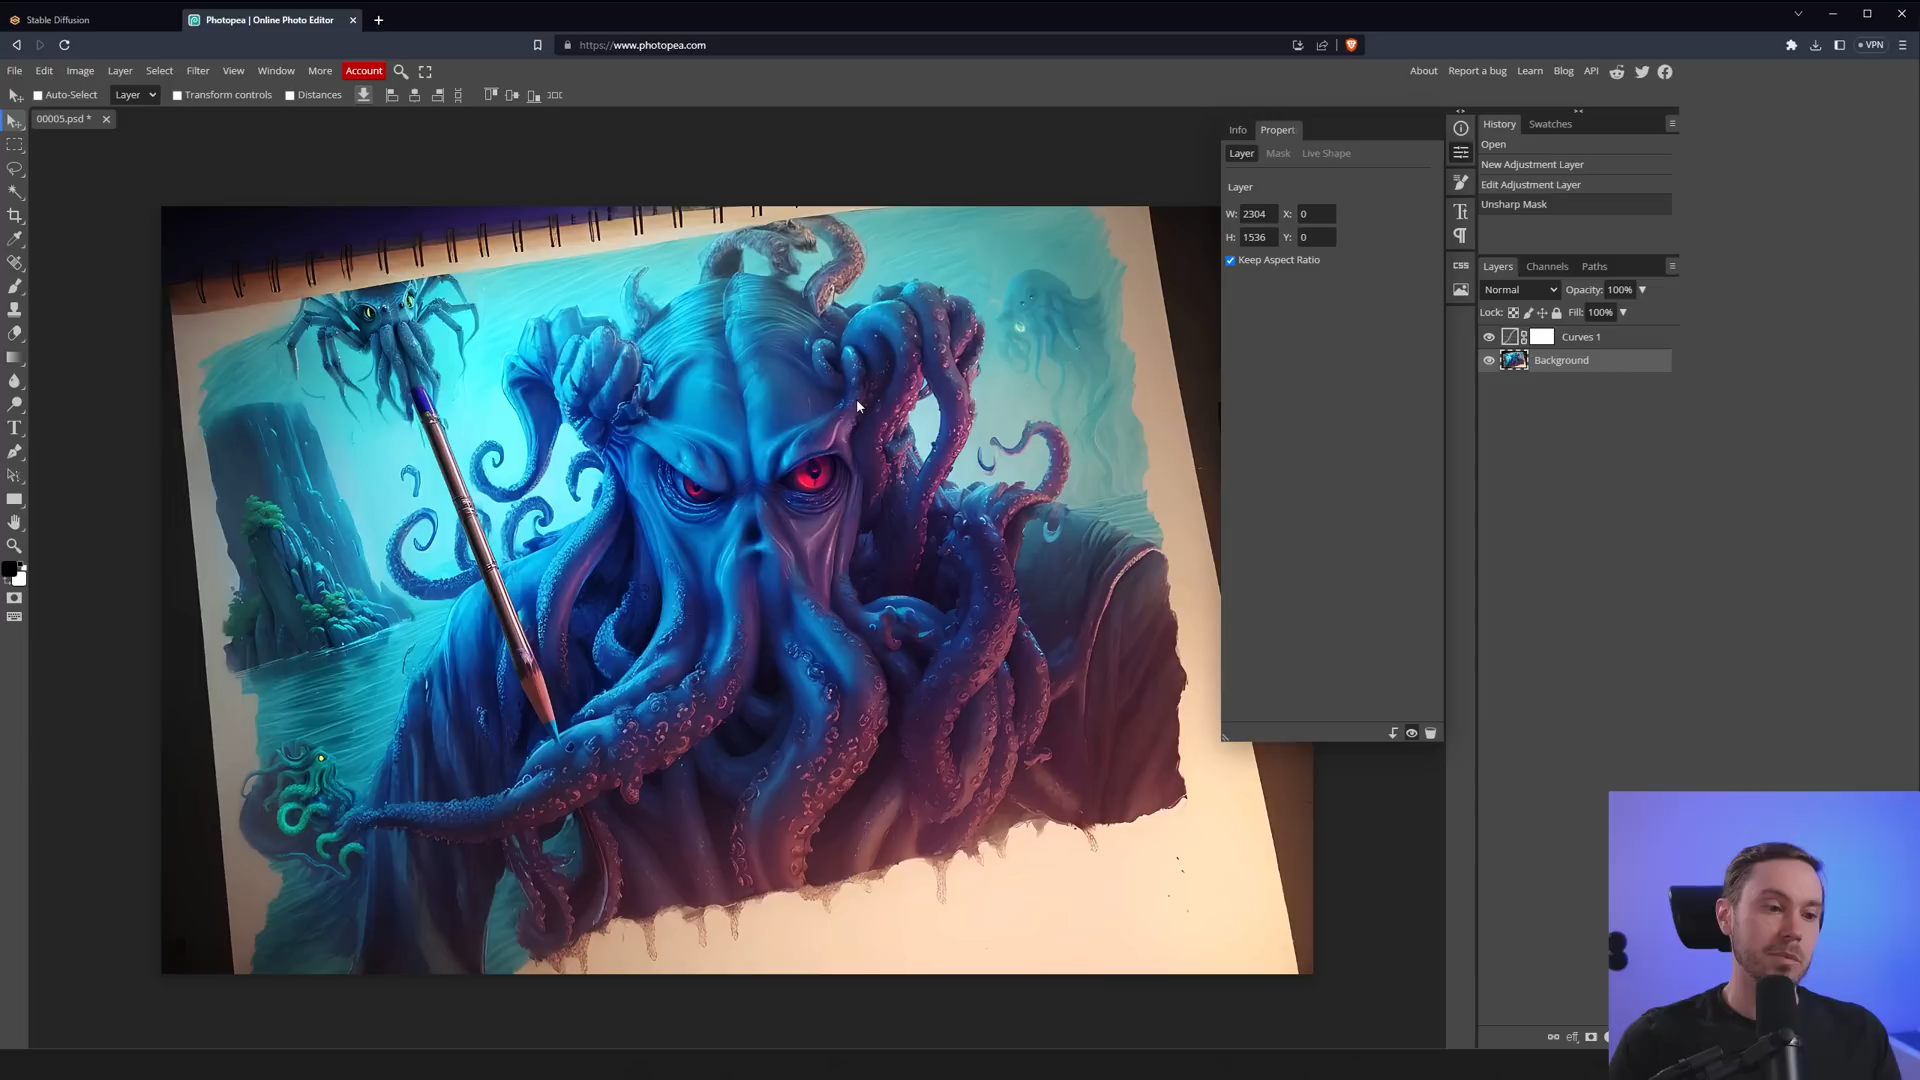 Stable Diffusion
Photopea | Online Photo Editor
https://www.photopea.com
VPN
File Edit Image Layer Select Filter View Window More Account
About Report a bug Learn Blog API
Auto-Select Layer Transform controls Distances
00005.psd *
Info Propert
Layer Mask Live Shape
Layer
W: 2304 X: 0
H: 1536 Y: 0
Keep Aspect Ratio
CSS
History Swatches
Open
New Adjustment Layer
Edit Adjustment Layer
Unsharp Mask
Layers Channels Paths
Normal Opacity: 100%
Lock: Fill: 100%
Curves 1
Background
eff